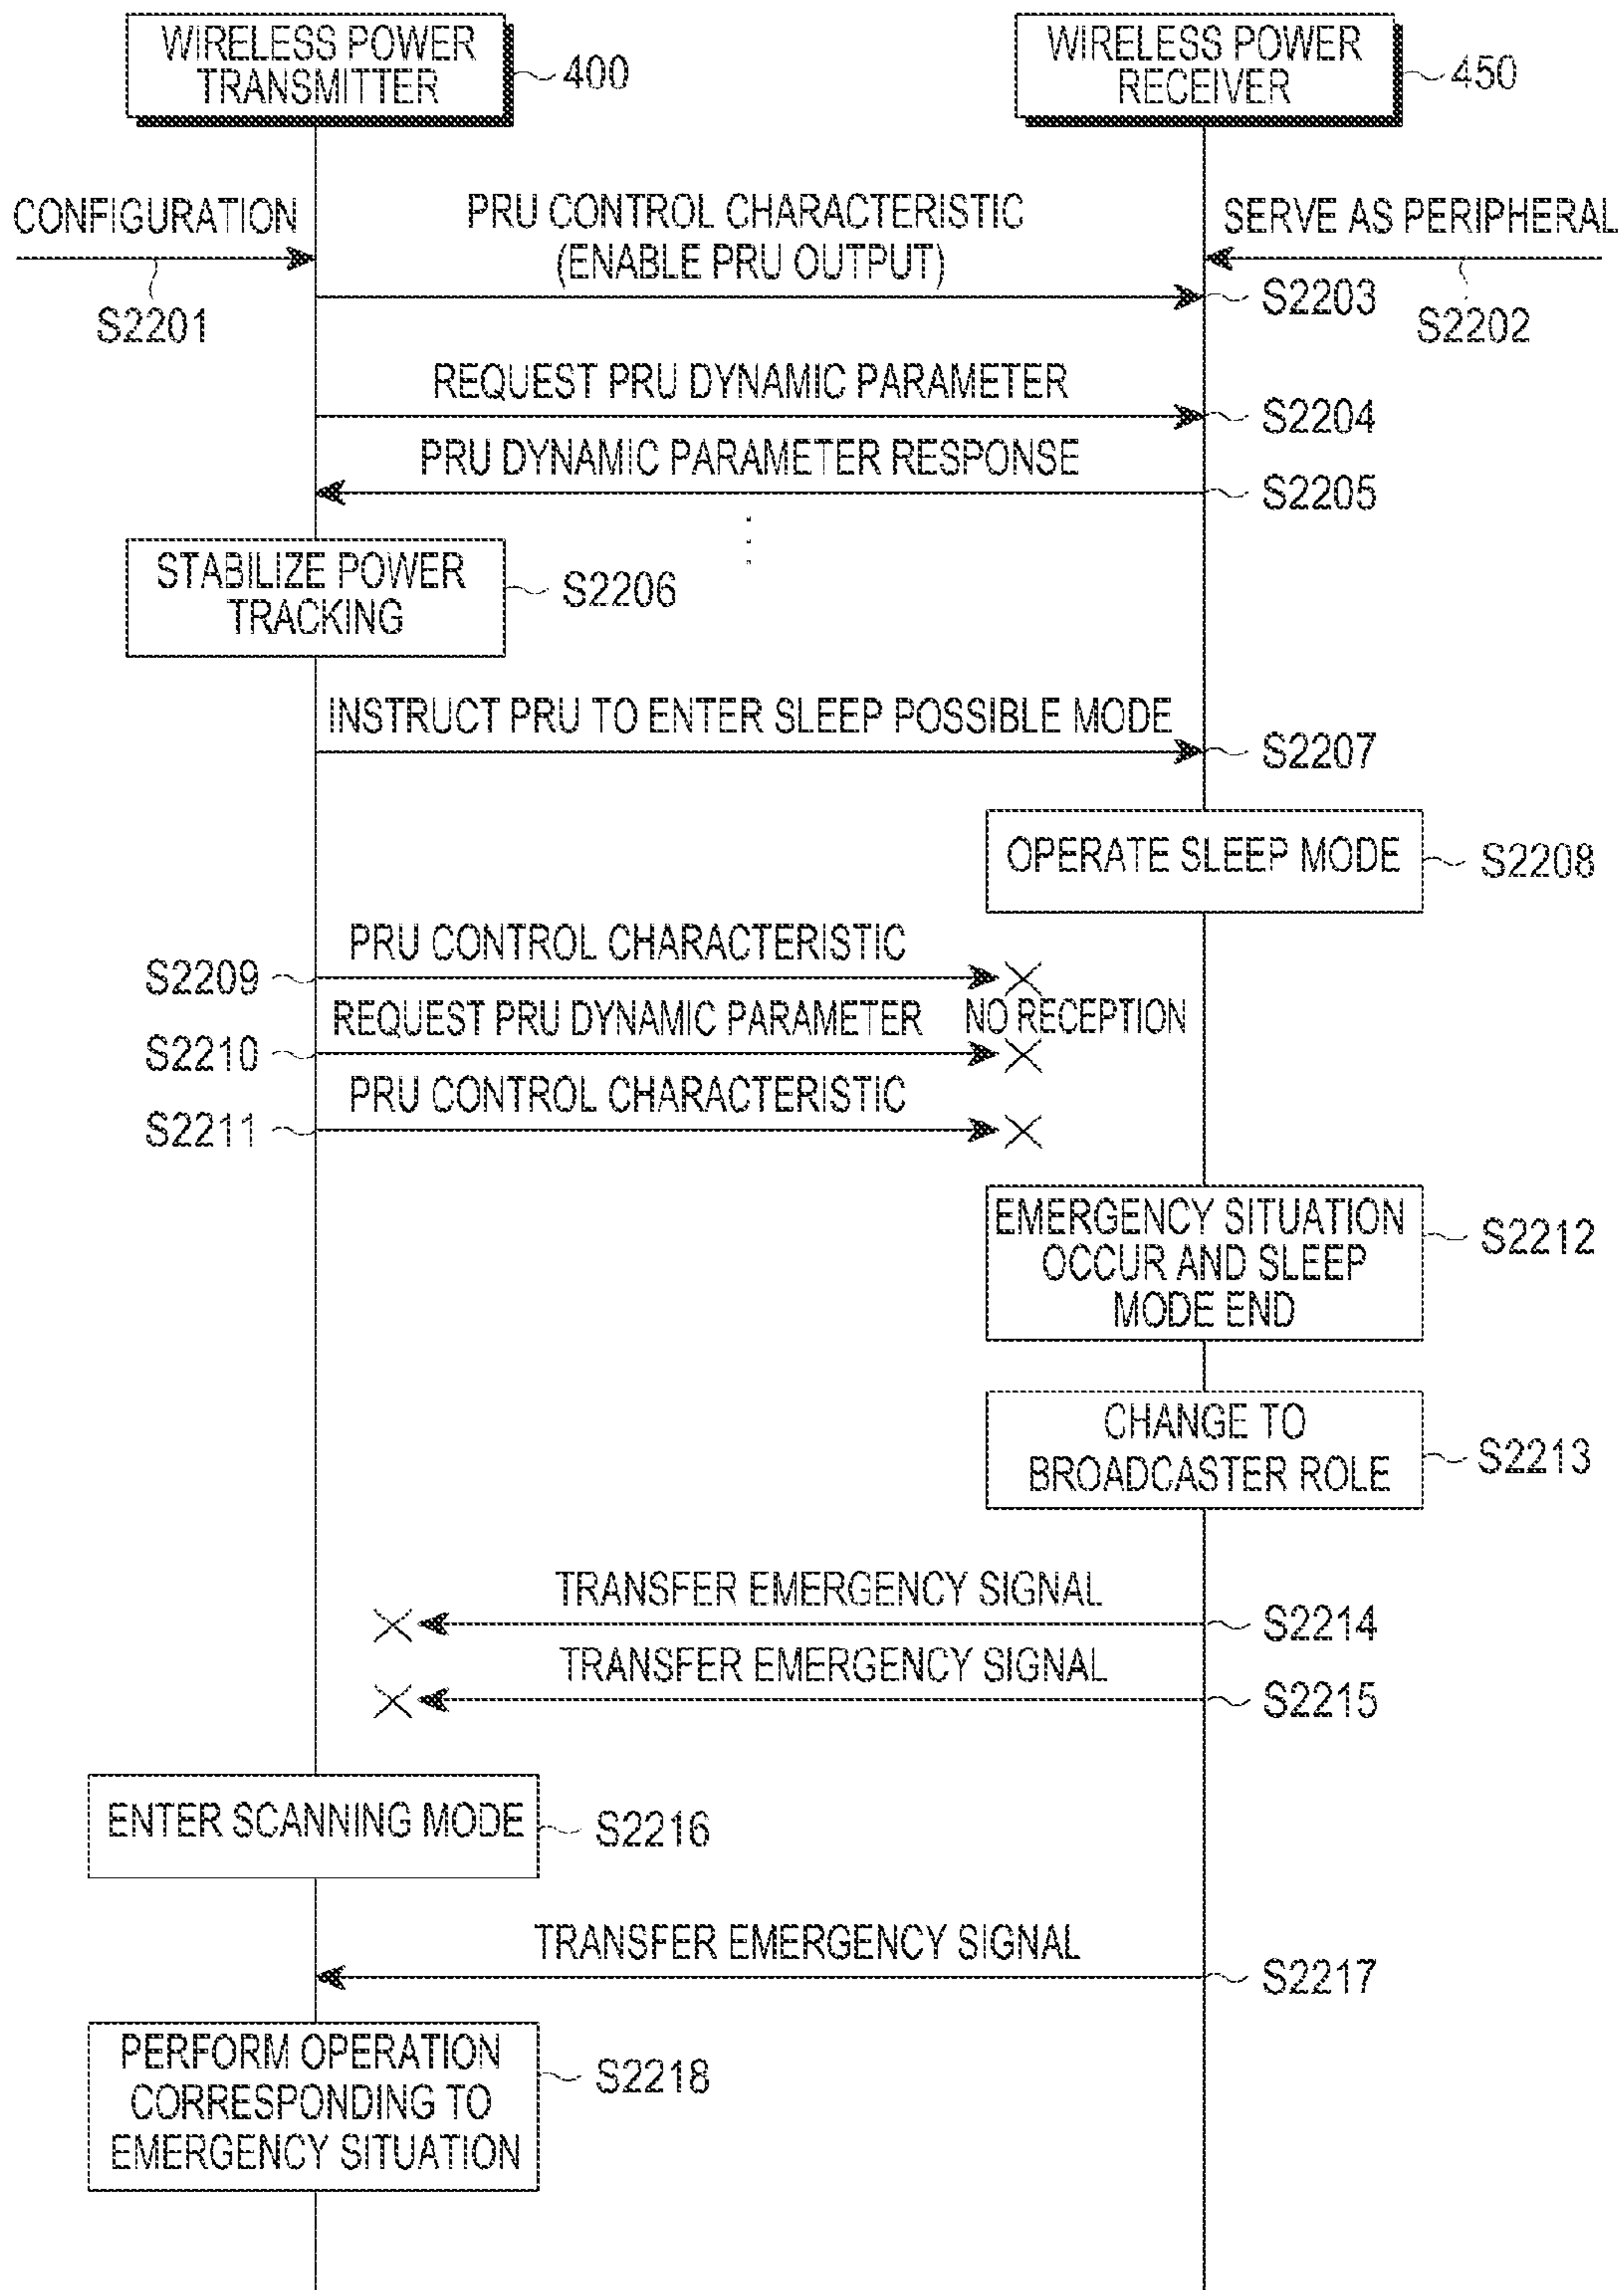 WIRELESS POWER
TRANSMITTER
400
WIRELESS POWER
RECEIVER
450
CONFIGURATION
S2201
SERVE AS PERIPHERAL
S2202
PRU CONTROL CHARACTERISTIC
(ENABLE PRU OUTPUT)
S2203
REQUEST PRU DYNAMIC PARAMETER
S2204
PRU DYNAMIC PARAMETER RESPONSE
S2205
STABILIZE POWER
TRACKING
S2206
INSTRUCT PRU TO ENTER SLEEP POSSIBLE MODE
S2207
OPERATE SLEEP MODE
S2208
PRU CONTROL CHARACTERISTIC
S2209
REQUEST PRU DYNAMIC PARAMETER
NO RECEPTION
S2210
PRU CONTROL CHARACTERISTIC
S2211
EMERGENCY SITUATION
OCCUR AND SLEEP
MODE END
S2212
CHANGE TO
BROADCASTER ROLE
S2213
TRANSFER EMERGENCY SIGNAL
S2214
TRANSFER EMERGENCY SIGNAL
S2215
ENTER SCANNING MODE
S2216
TRANSFER EMERGENCY SIGNAL
S2217
PERFORM OPERATION
CORRESPONDING TO
EMERGENCY SITUATION
S2218